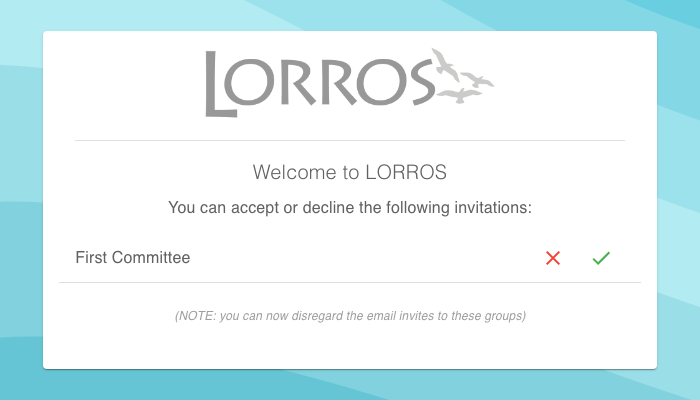 LORROS
Welcome to LORROS
You can accept or decline the following invitations:
First Committee
(NOTE: you can now disregard the email invites to these groups)